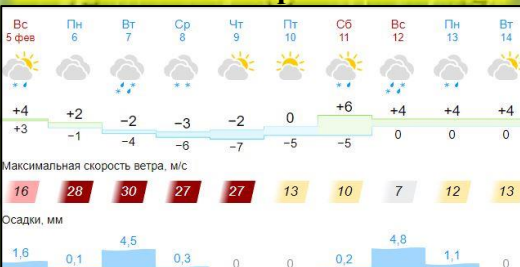 Вс Пн Вт Ср Чт Пт Сб Вс Пн Вт
5 фев 6 7 8 9 10 11 12 13 14
+4 +2 −2 −3 −2 0 +6 +4 +4 +4
+3 −1 −4 −6 −7 −5 −5 0 0 0
Максимальная скорость ветра, м/с
16 28 30 27 27 13 10 7 12 13
Осадки, мм
1,6 0,1 4,5 0,3 0 0 0,2 4,8 1,1 0